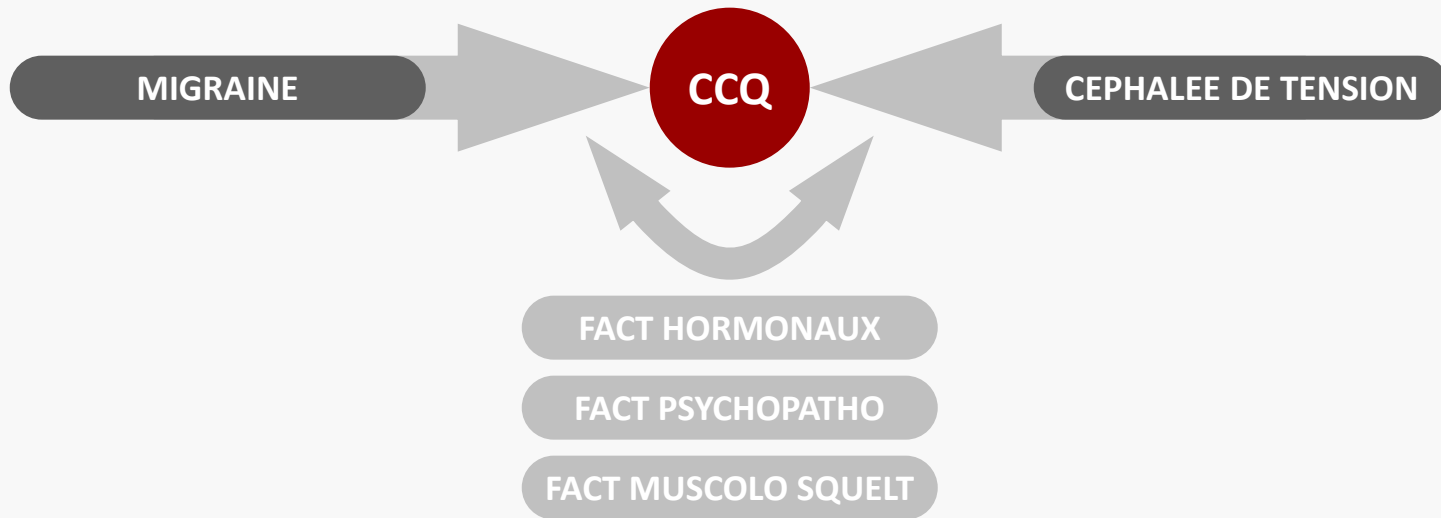 MIGRAINE
CCQ
CEPHALEE DE TENSION
FACT HORMONAUX
FACT PSYCHOPATHO
FACT MUSCOLO SQUELT